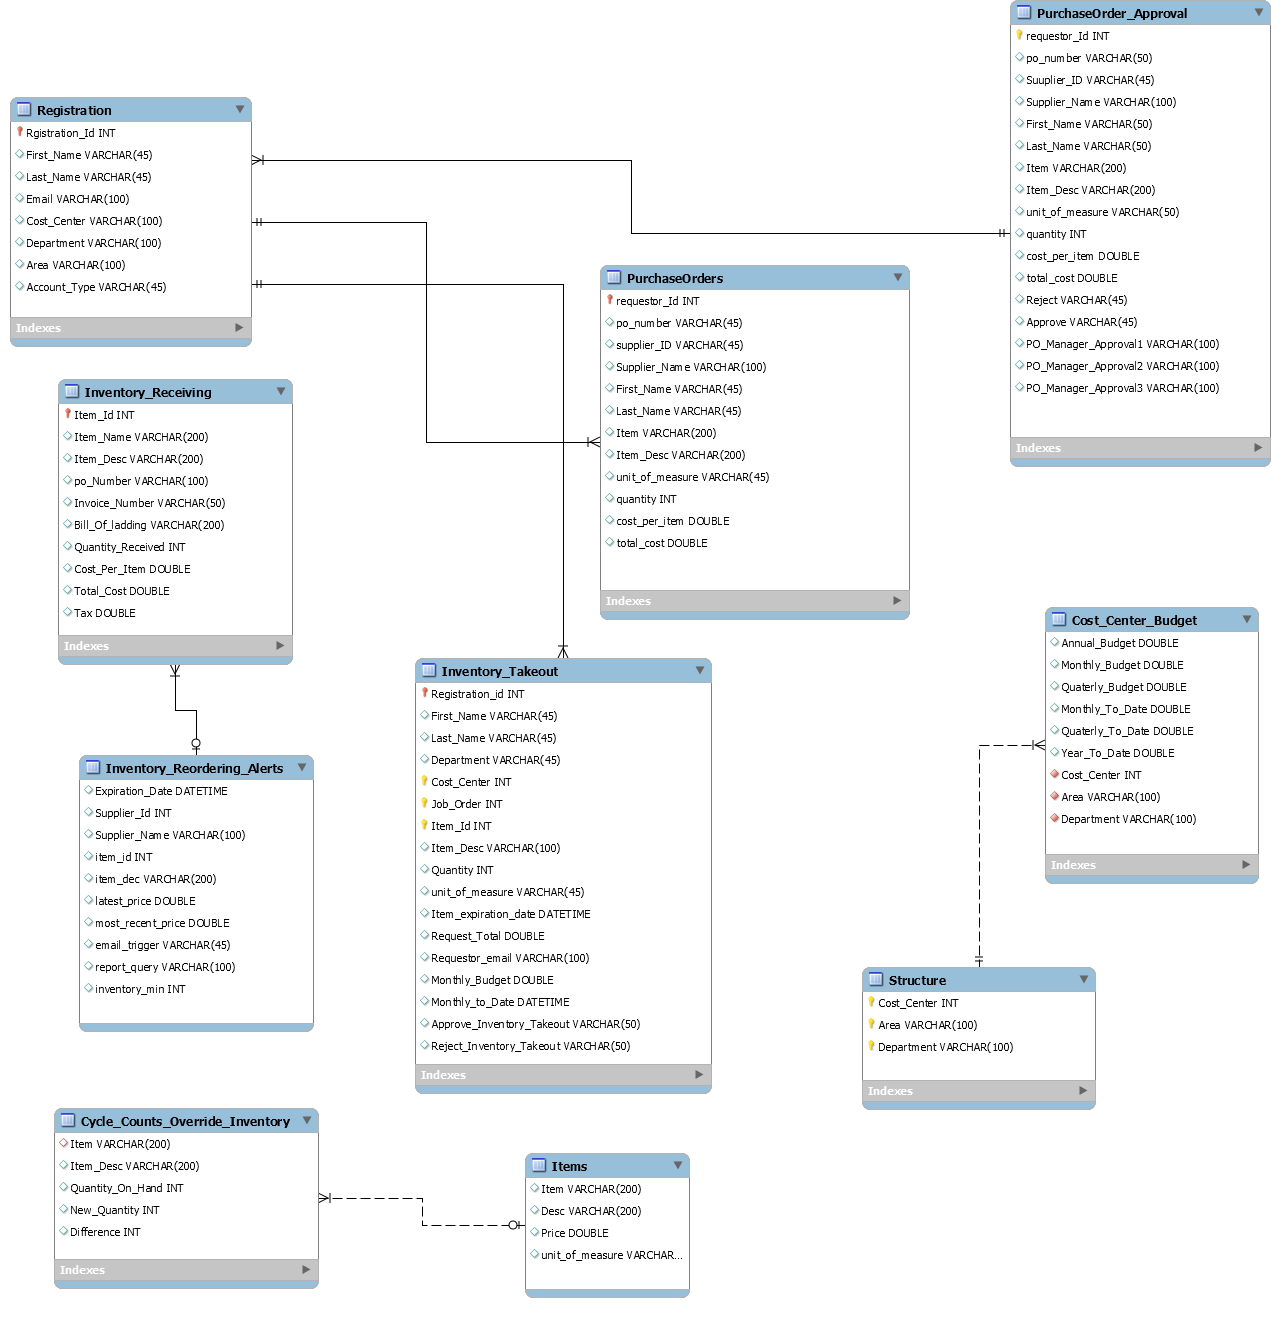 PurchaseOrder_Approval
requestor_Id INT
po_number VARCHAR(50)
Suuplier_ID VARCHAR(45)
Supplier_Name VARCHAR(100)
First_Name VARCHAR(50)
Last_Name VARCHAR(50)
Item VARCHAR(200)
Item_Desc VARCHAR(200)
unit_of_measure VARCHAR(50)
quantity INT
cost_per_item DOUBLE
total_cost DOUBLE
Reject VARCHAR(45)
Approve VARCHAR(45)
PO_Manager_Approval1 VARCHAR(100)
PO_Manager_Approval2 VARCHAR(100)
PO_Manager_Approval3 VARCHAR(100)
Indexes
Registration
Rgistration_Id INT
First_Name VARCHAR(45)
Last_Name VARCHAR(45)
Email VARCHAR(100)
Cost_Center VARCHAR(100)
Department VARCHAR(100)
Area VARCHAR(100)
Account_Type VARCHAR(45)
Indexes
PurchaseOrders
requestor_Id INT
po_number VARCHAR(45)
supplier_ID VARCHAR(45)
Supplier_Name VARCHAR(100)
First_Name VARCHAR(45)
Last_Name VARCHAR(45)
Item VARCHAR(200)
Item_Desc VARCHAR(200)
unit_of_measure VARCHAR(45)
quantity INT
cost_per_item DOUBLE
total_cost DOUBLE
Indexes
Inventory_Receiving
Item_Id INT
Item_Name VARCHAR(200)
Item_Desc VARCHAR(200)
po_Number VARCHAR(100)
Invoice_Number VARCHAR(50)
Bill_Of_ladding VARCHAR(200)
Quantity_Received INT
Cost_Per_Item DOUBLE
Total_Cost DOUBLE
Tax DOUBLE
Indexes
Cost_Center_Budget
Annual_Budget DOUBLE
Monthly_Budget DOUBLE
Quaterly_Budget DOUBLE
Monthly_To_Date DOUBLE
Quaterly_To_Date DOUBLE
Year_To_Date DOUBLE
Cost_Center INT
Area VARCHAR(100)
Department VARCHAR(100)
Indexes
Inventory_Takeout
Registration_id INT
First_Name VARCHAR(45)
Last_Name VARCHAR(45)
Department VARCHAR(45)
Cost_Center INT
Job_Order INT
Item_Id INT
Item_Desc VARCHAR(100)
Quantity INT
unit_of_measure VARCHAR(45)
Item_expiration_date DATETIME
Request_Total DOUBLE
Requestor_email VARCHAR(100)
Monthly_Budget DOUBLE
Monthly_to_Date DATETIME
Approve_Inventory_Takeout VARCHAR(50)
Reject_Inventory_Takeout VARCHAR(50)
Indexes
Inventory_Reordering_Alerts
Expiration_Date DATETIME
Supplier_Id INT
Supplier_Name VARCHAR(100)
item_id INT
item_dec VARCHAR(200)
latest_price DOUBLE
most_recent_price DOUBLE
email_trigger VARCHAR(45)
report_query VARCHAR(100)
inventory_min INT
Structure
Cost_Center INT
Area VARCHAR(100)
Department VARCHAR(100)
Indexes
Cycle_Counts_Override_Inventory
Item VARCHAR(200)
Item_Desc VARCHAR(200)
Quantity_On_Hand INT
New_Quantity INT
Difference INT
Indexes
Items
Item VARCHAR(200)
Desc VARCHAR(200)
Price DOUBLE
unit_of_measure VARCHAR...